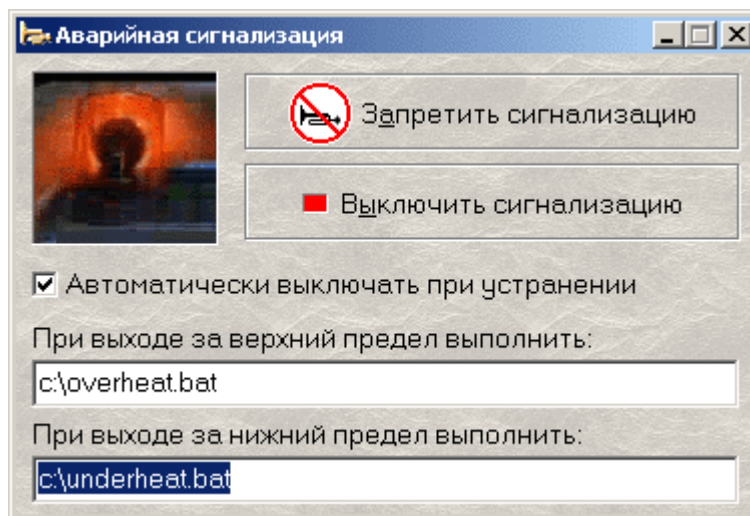 Аварийная сигнализация
Запретить сигнализацию
Выключить сигнализацию
Автоматически выключать при устранении
При выходе за верхний предел выполнить:
c:\overheat.bat
При выходе за нижний предел выполнить:
c:\underheat.bat